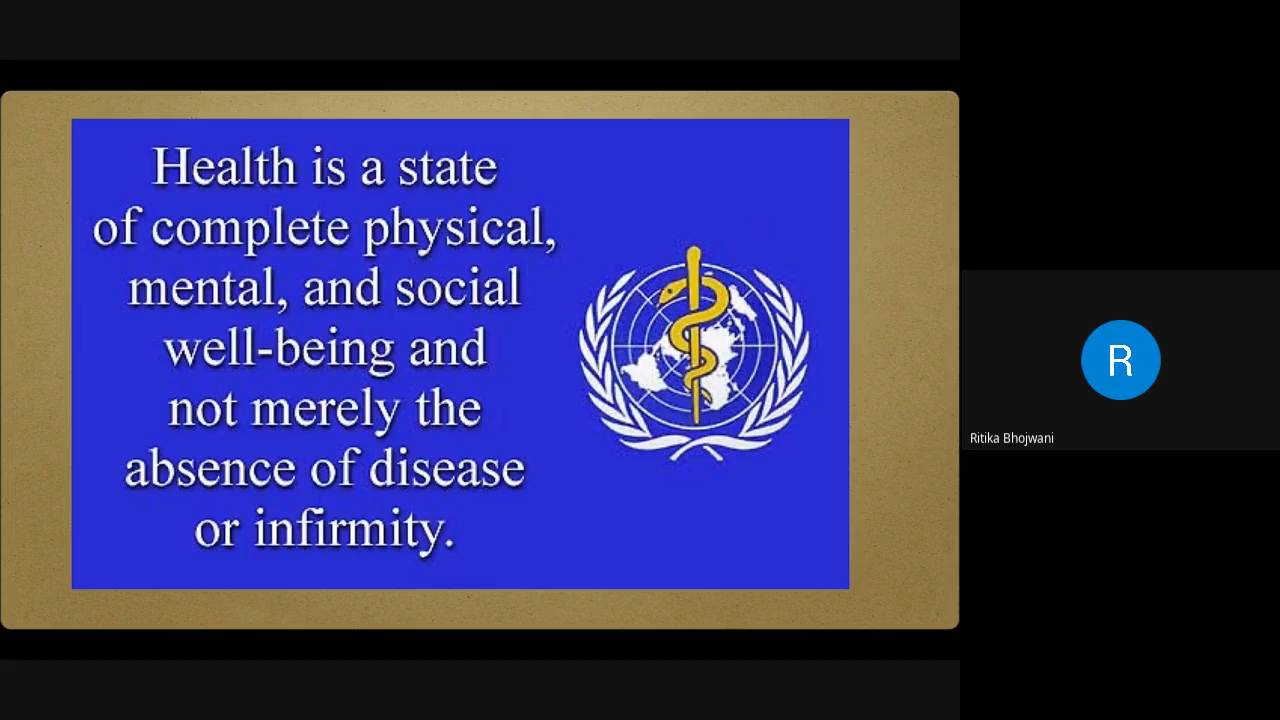 Health is a state
of complete physical,
mental, and social
well-being and
not merely the
absence of disease
or infirmity.
R
Ritika Bhojwani